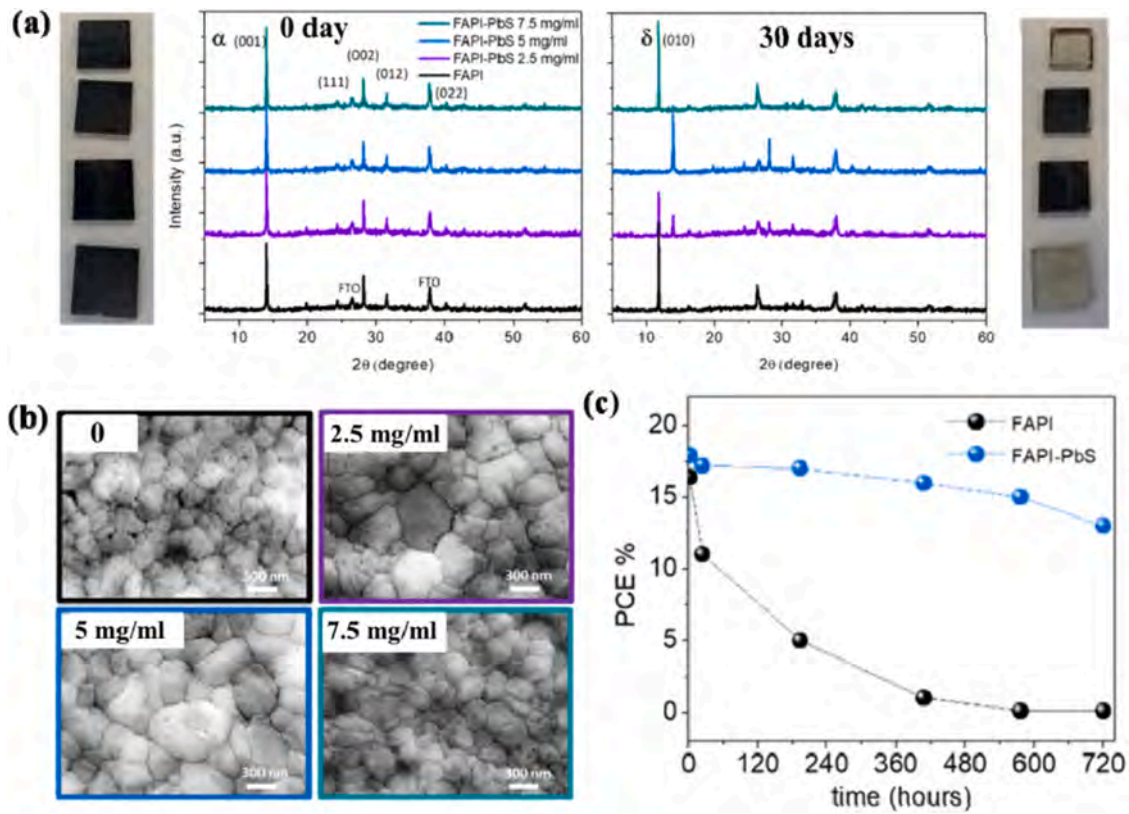 (a)
α (001)
0 day
FAPI-PbS 7.5 mg/ml
FAPI-PbS 5 mg/ml
FAPI-PbS 2.5 mg/ml
FAPI
(111)
(002)
(012)
(022)
FTO
FTO
Intensity (a.u.)
0 10 20 30 40 50 60
2θ (degree)
δ (010)
30 days
10 20 30 40 50 60
2θ (degree)
(b)
0
300 nm
2.5 mg/ml
300 nm
5 mg/ml
300 nm
7.5 mg/ml
300 nm
(c)
FAPI
FAPI-PbS
PCE %
20
15
10
5
0
0 120 240 360 480 600 720
time (hours)